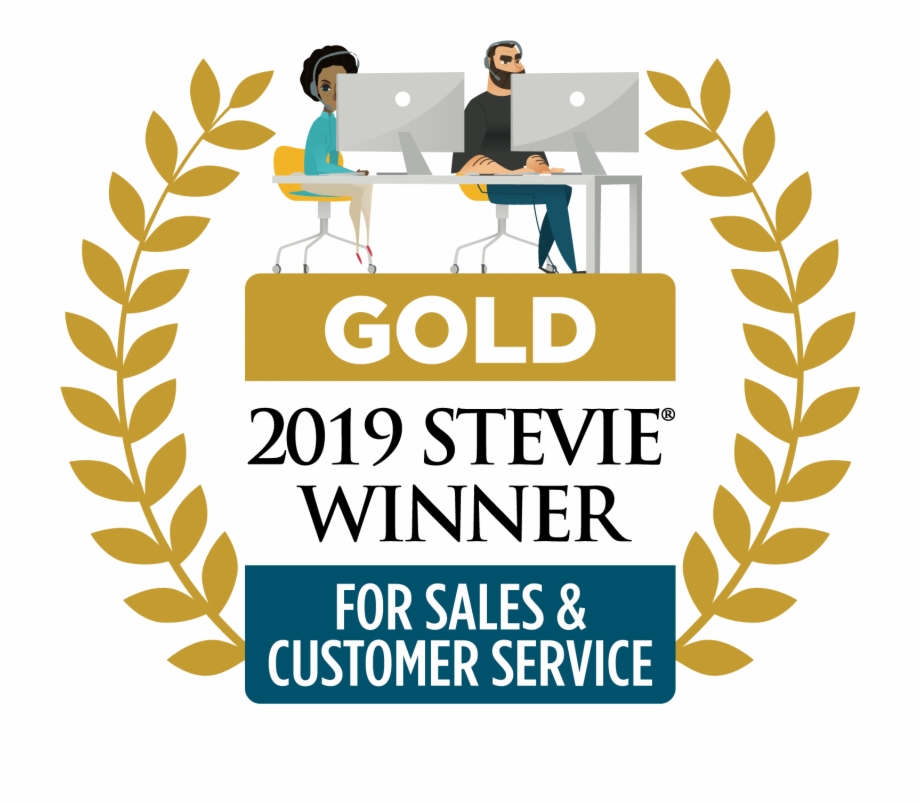 GOLD
2019 STEVIE®
WINNER
FOR SALES &
CUSTOMER SERVICE